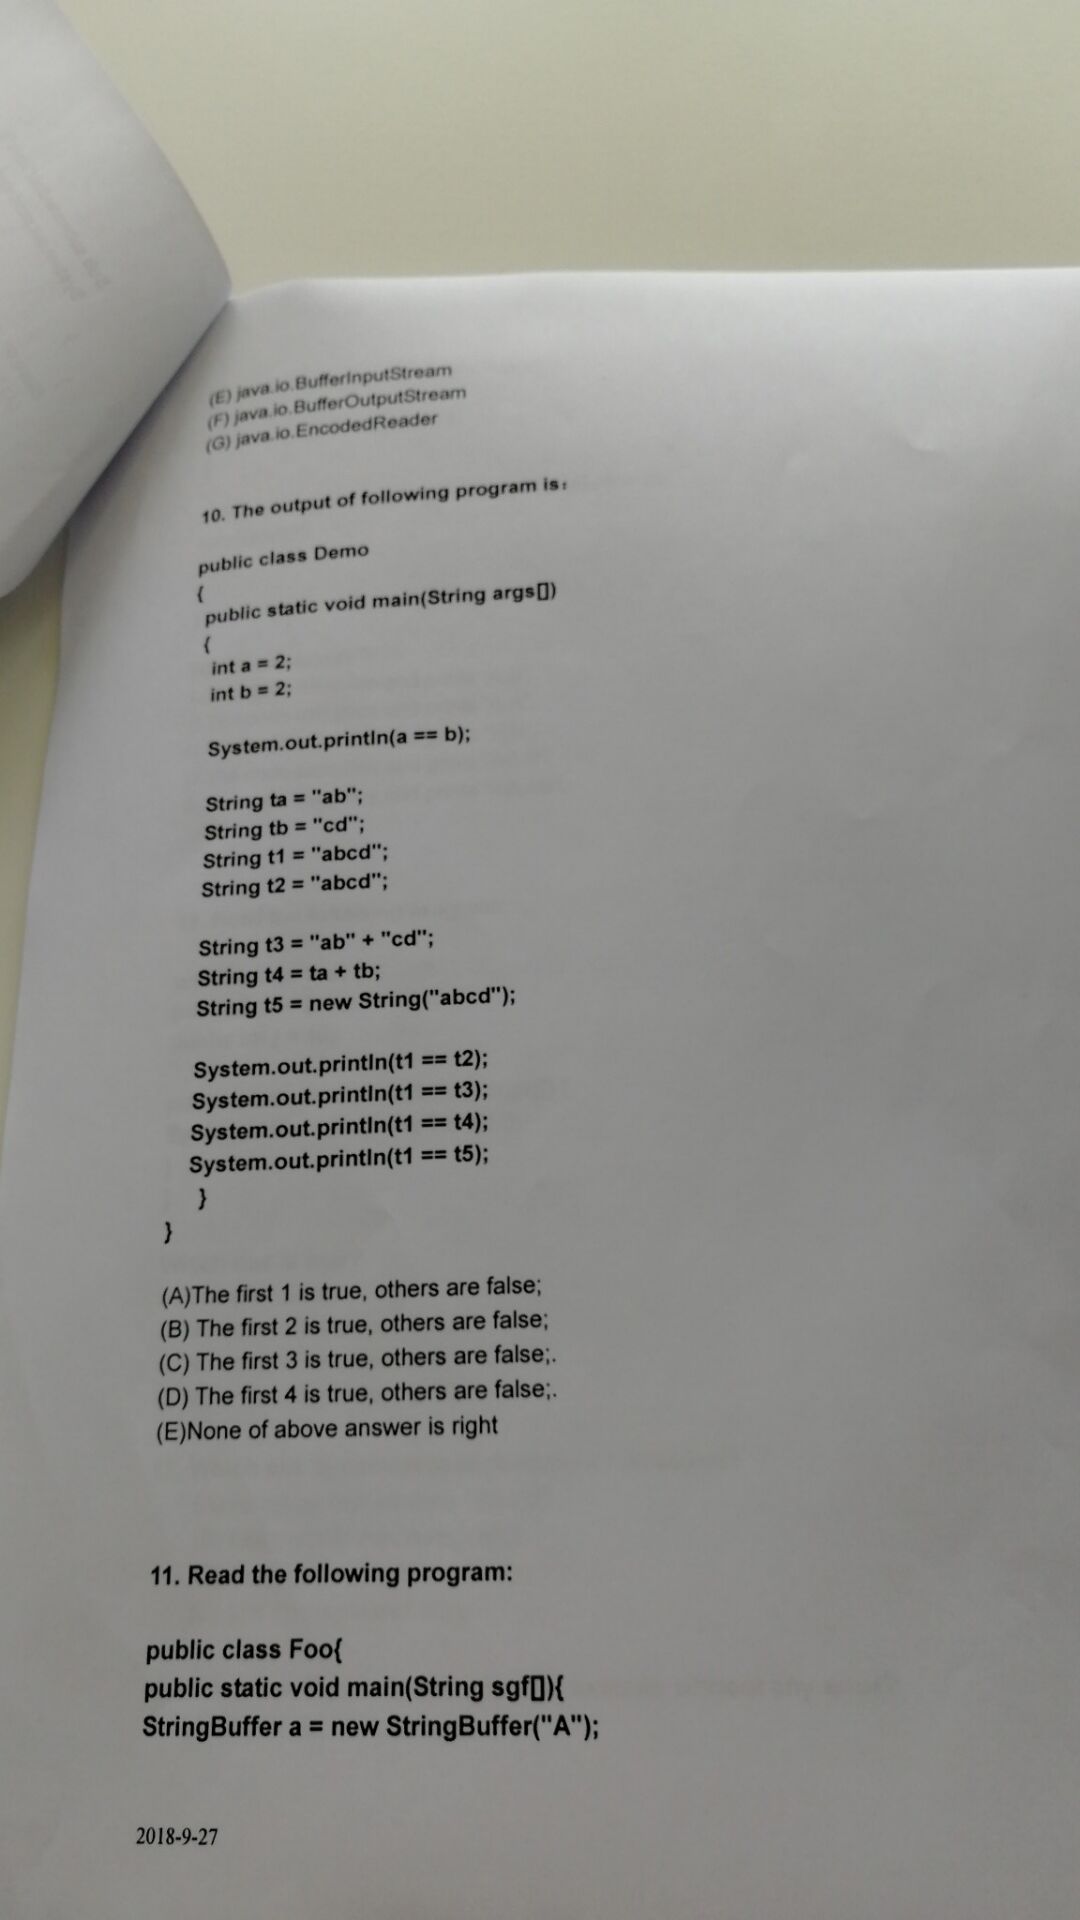 (E) java.io.BufferInputStream
(F) java.io.BufferOutputStream
(G) java.io.EncodedReader
10. The output of following program is:
public class Demo
{
public static void main(String args[])
{
int a = 2;
int b = 2;
System.out.println(a == b);
String ta = "ab";
String tb = "cd";
String t1 = "abcd";
String t2 = "abcd";
String t3 = "ab" + "cd";
String t4 = ta + tb;
String t5 = new String("abcd");
System.out.println(t1 == t2);
System.out.println(t1 == t3);
System.out.println(t1 == t4);
System.out.println(t1 == t5);
}
}
(A)The first 1 is true, others are false;
(B) The first 2 is true, others are false;
(C) The first 3 is true, others are false;.
(D) The first 4 is true, others are false;.
(E)None of above answer is right
11. Read the following program:
public class Foo{
public static void main(String sgf[]){
StringBuffer a = new StringBuffer("A");
2018-9-27